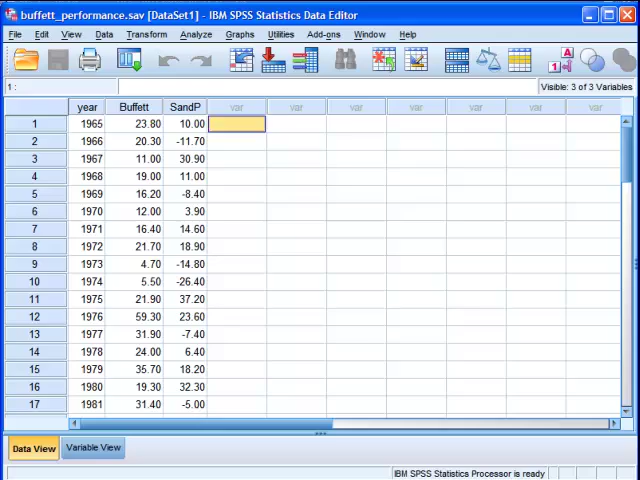 buffett_performance.sav [DataSet1] - IBM SPSS Statistics Data Editor
File Edit View Data Transform Analyze Graphs Utilities Add-ons Window Help
1 :
Visible: 3 of 3 Variables
year Buffett SandP var var var var var var var
1 1965 23.80 10.00
2 1966 20.30 -11.70
3 1967 11.00 30.90
4 1968 19.00 11.00
5 1969 16.20 -8.40
6 1970 12.00 3.90
7 1971 16.40 14.60
8 1972 21.70 18.90
9 1973 4.70 -14.80
10 1974 5.50 -26.40
11 1975 21.90 37.20
12 1976 59.30 23.60
13 1977 31.90 -7.40
14 1978 24.00 6.40
15 1979 35.70 18.20
16 1980 19.30 32.30
17 1981 31.40 -5.00
Data View Variable View
IBM SPSS Statistics Processor is ready